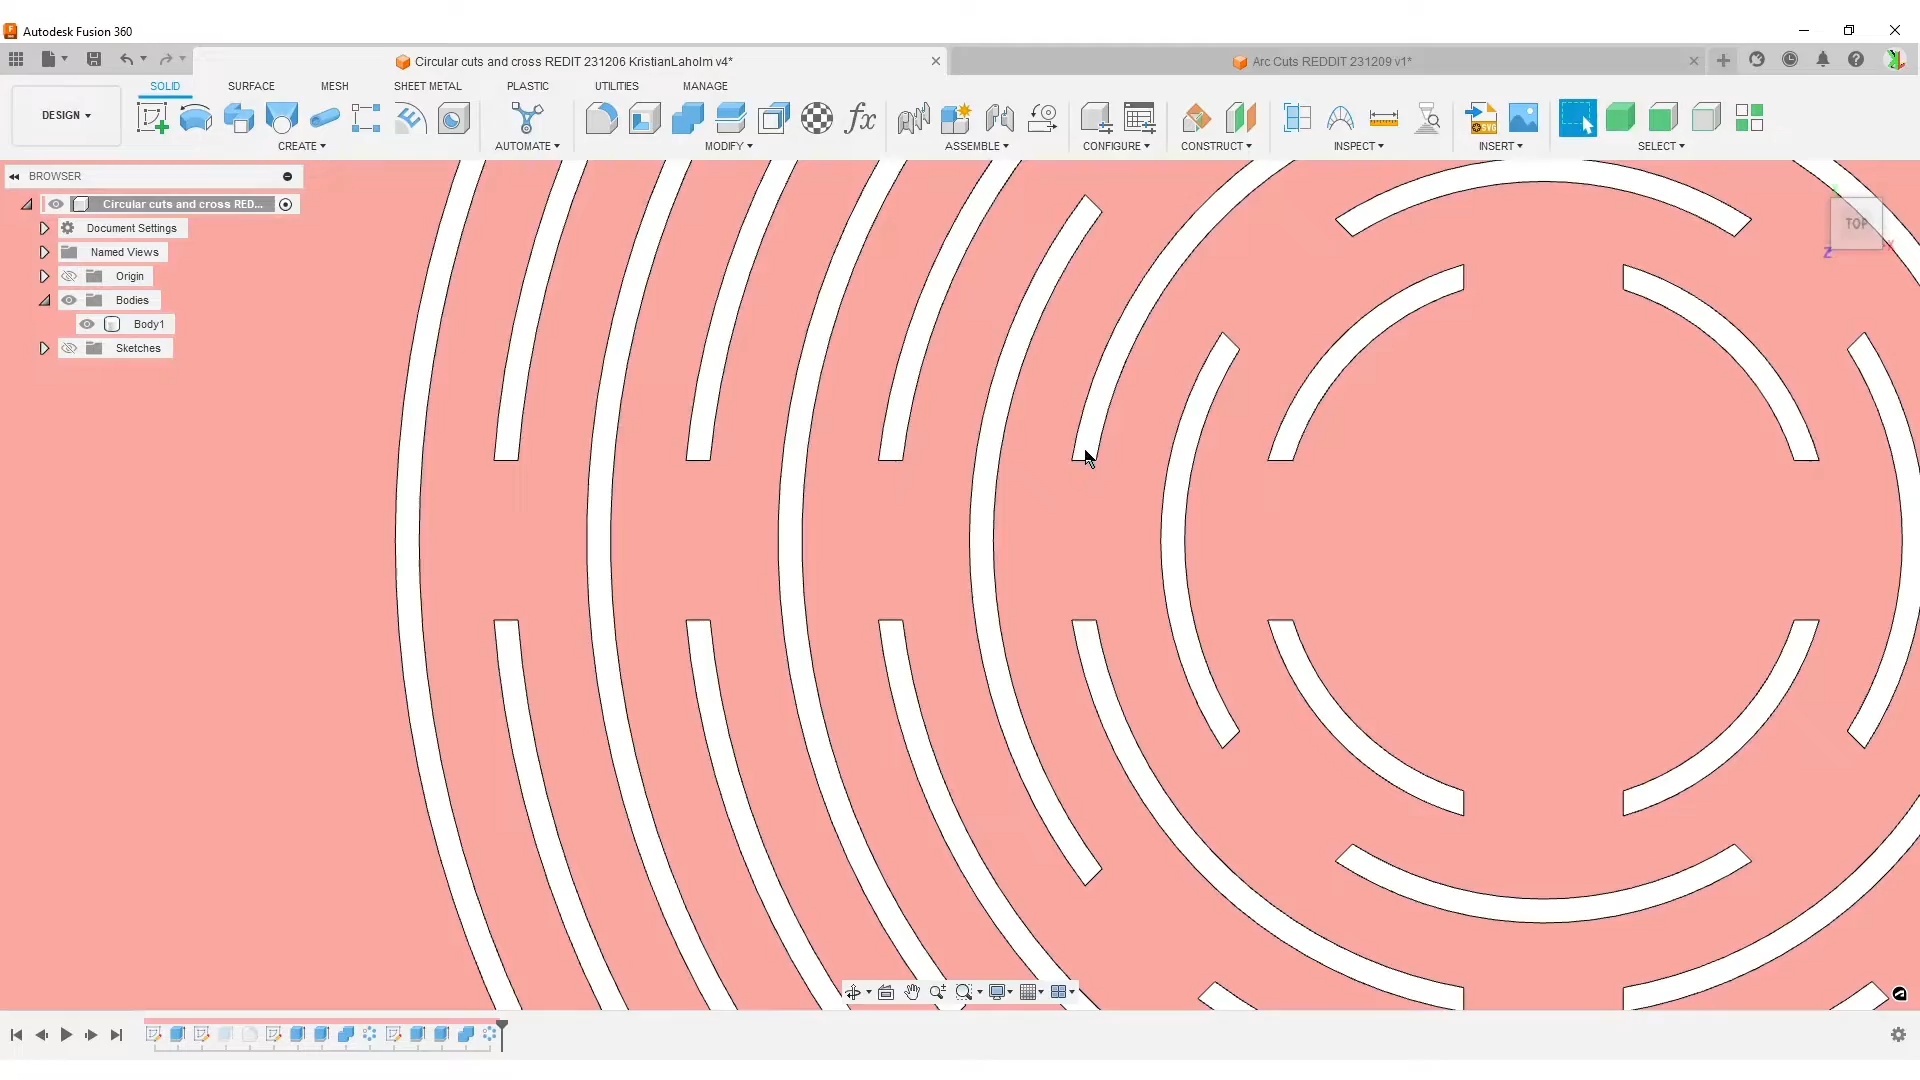 Autodesk Fusion 360
Circular cuts and cross REDIT 231206 KristianLaholm v4*
Arc Cuts REDDIT 231209 v1*
SOLID SURFACE MESH SHEET METAL PLASTIC UTILITIES MANAGE
DESIGN
fx
SVG
CREATE AUTOMATE MODIFY ASSEMBLE CONFIGURE CONSTRUCT INSPECT INSERT SELECT
BROWSER
Circular cuts and cross RED...
Document Settings
Named Views
Origin
Bodies
Body1
Sketches
TOP
Z